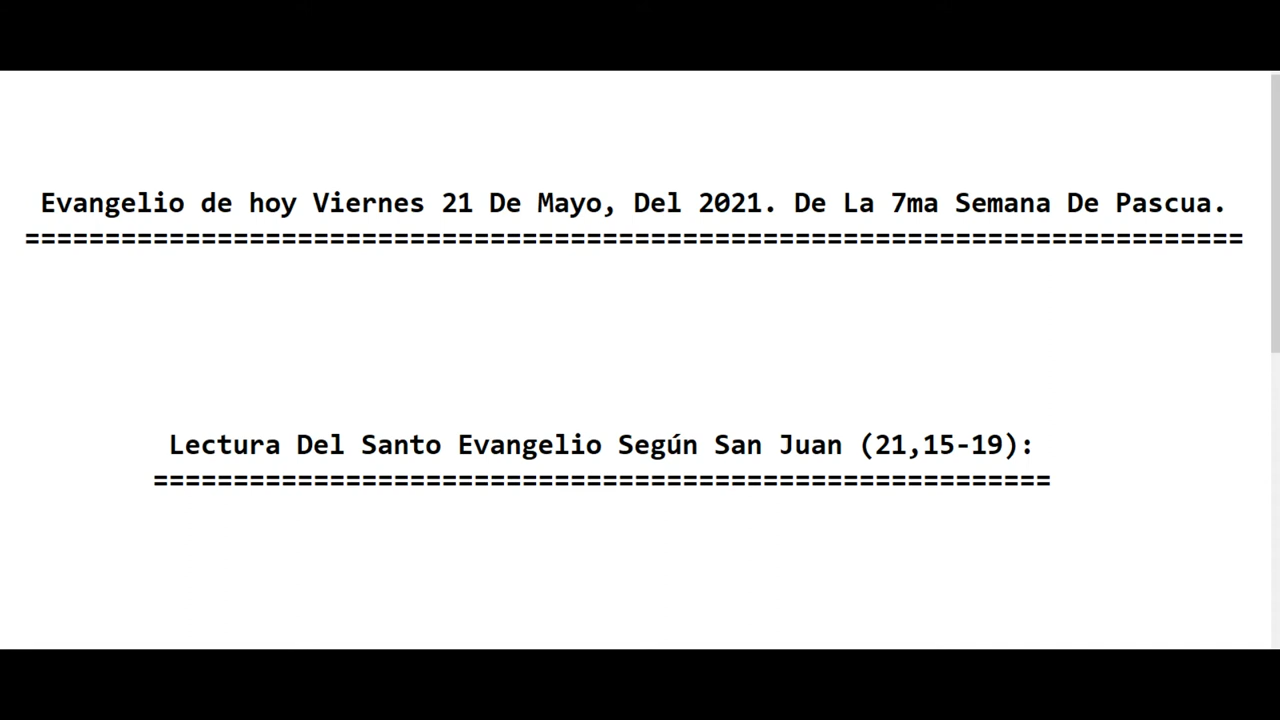 Evangelio de hoy Viernes 21 De Mayo, Del 2021. De La 7ma Semana De Pascua.
============================================================================
Lectura Del Santo Evangelio Según San Juan (21,15-19):
========================================================